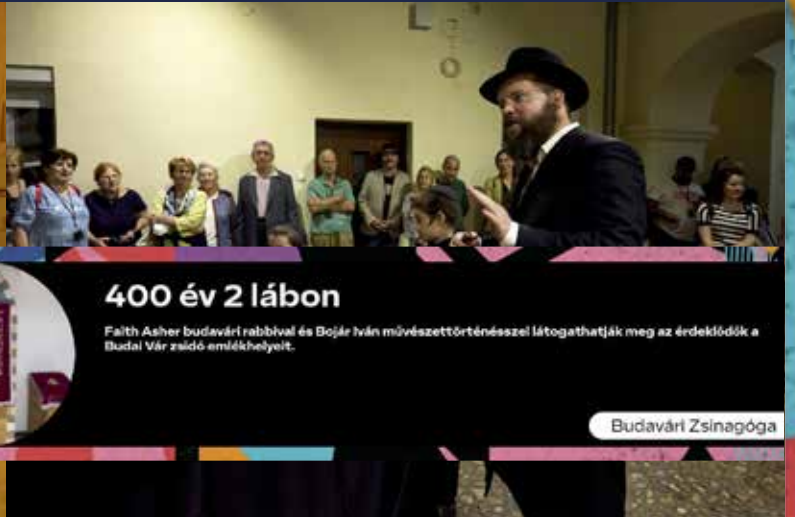 400 év 2 lábon
Faith Asher budavári rabbival és Bojár Iván művészettörténésszel látogathatják meg az érdeklődők a
Budai Vár zsidó emlékhelyeit.
Budavári Zsinagóga